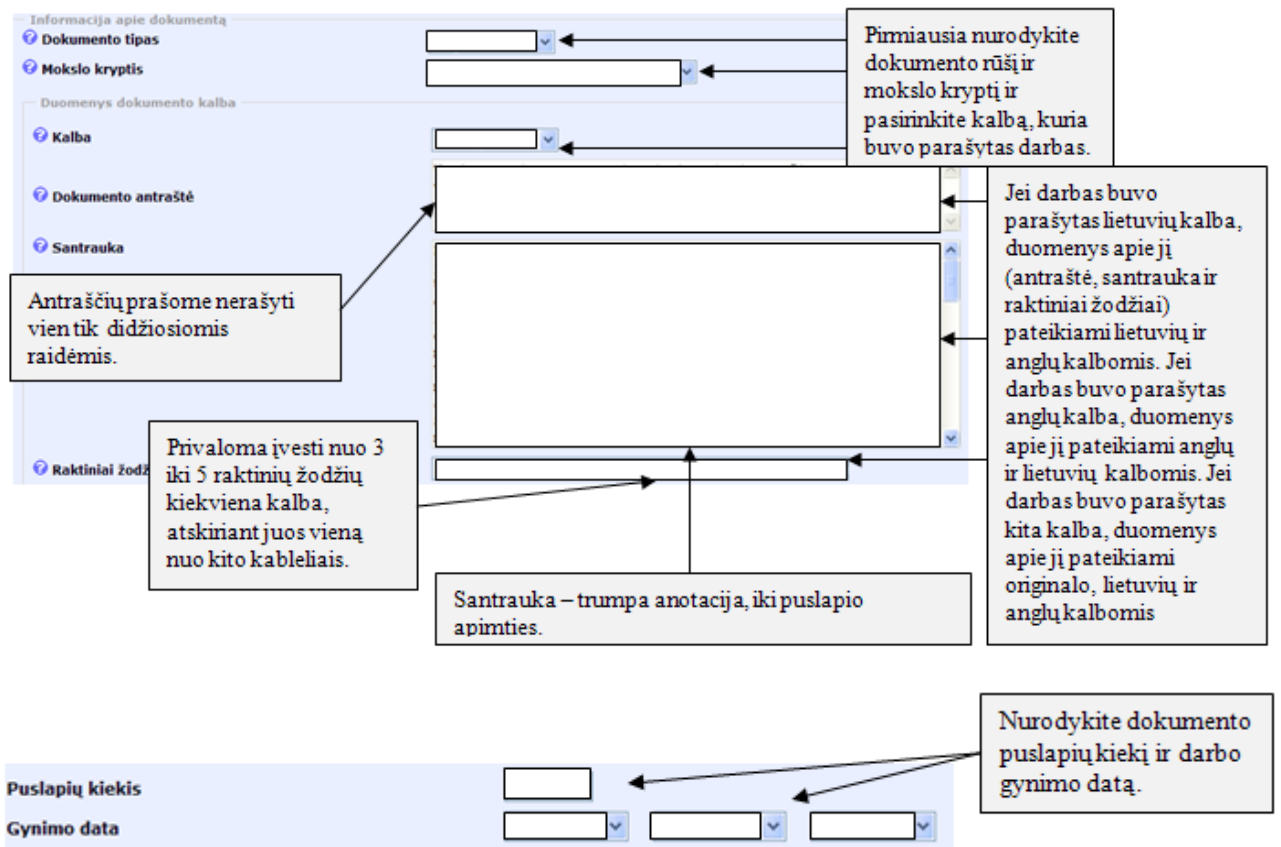 Informacija apie dokumentą
Dokumento tipas
Mokslo kryptis
Pirmiausia nurodykite
dokumento rūšį ir
mokslo kryptį ir
pasirinkite kalbą, kuria
buvo parašytas darbas.
Duomenys dokumento kalba
Kalba
Dokumento antraštė
Santrauka
Jei darbas buvo
parašytas lietuvių kalba,
duomenys apie jį
(antraštė, santrauka ir
raktiniai žodžiai)
pateikiami lietuvių ir
anglų kalbomis. Jei
darbas buvo parašytas
anglų kalba, duomenys
apie jį pateikiami anglų
ir lietuvių kalbomis. Jei
darbas buvo parašytas
kita kalba, duomenys
apie jį pateikiami
originalo, lietuvių ir
anglų kalbomis
Antraščių prašome nerašyti
vien tik didžiosiomis
raidėmis.
Privaloma įvesti nuo 3
iki 5 raktinių žodžių
kiekviena kalba,
atskiriant juos vieną
nuo kito kableliais.
Raktiniai žodž
Santrauka – trumpa anotacija, iki puslapio
apimties.
Nurodykite dokumento
puslapių kiekį ir darbo
gynimo datą.
Puslapių kiekis
Gynimo data